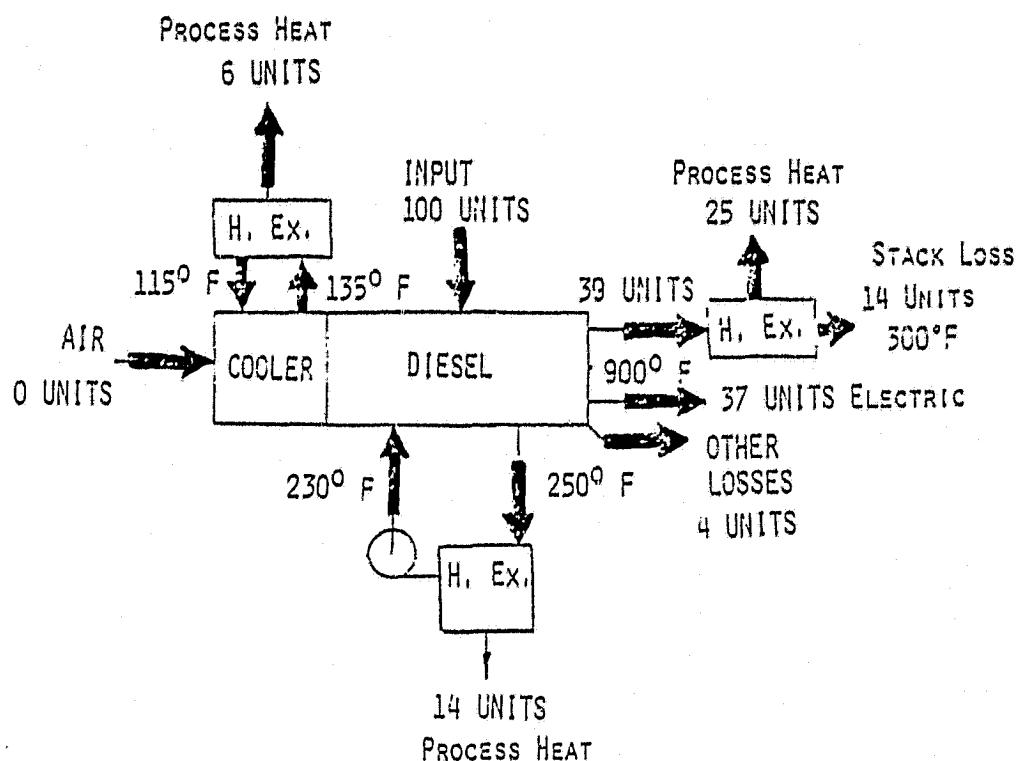 PROCESS HEAT
6 UNITS
INPUT
100 UNITS
PROCESS HEAT
25 UNITS
H. EX.
STACK LOSS
14 UNITS
300°F
115° F
135° F
39 UNITS
H. EX.
AIR
0 UNITS
COOLER
DIESEL
900° F
37 UNITS ELECTRIC
OTHER
LOSSES
4 UNITS
230° F
250° F
H. EX.
14 UNITS
PROCESS HEAT